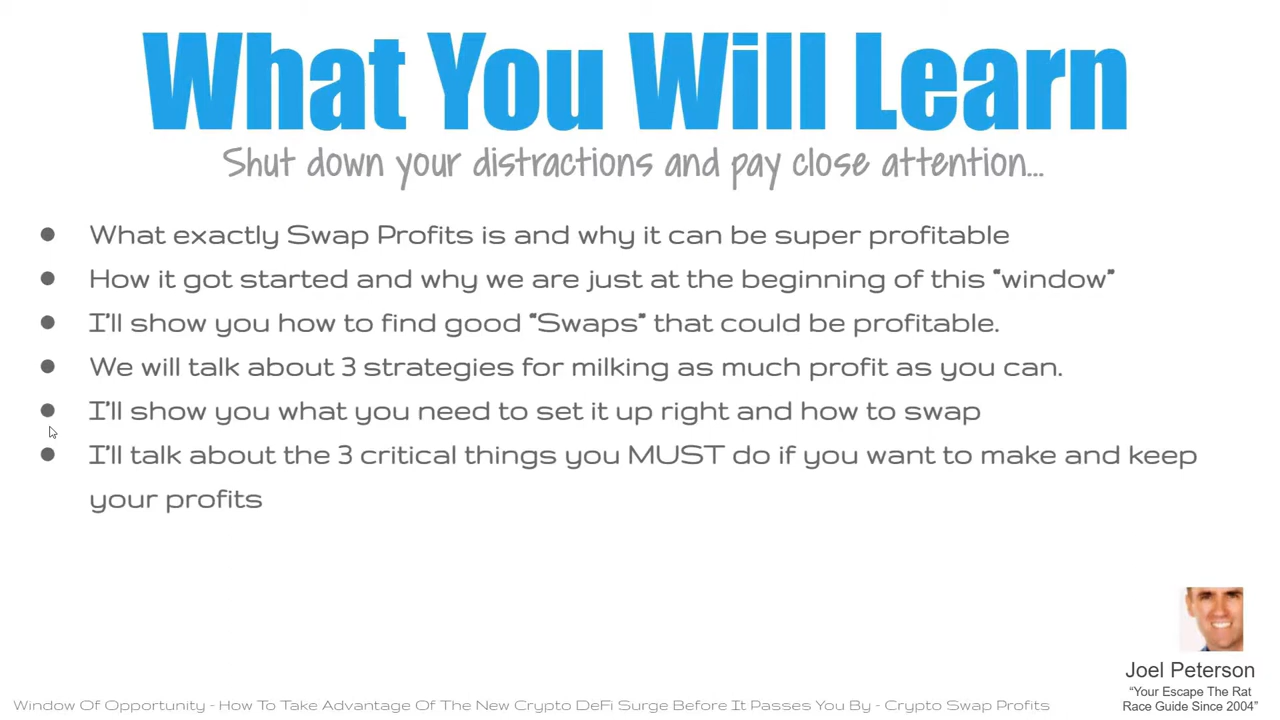 What You Will Learn
Shut down your distractions and pay close attention...
● What exactly Swap Profits is and why it can be super profitable
● How it got started and why we are just at the beginning of this “window”
● I’ll show you how to find good “Swaps” that could be profitable.
● We will talk about 3 strategies for milking as much profit as you can.
● I’ll show you what you need to set it up right and how to swap
● I’ll talk about the 3 critical things you MUST do if you want to make and keep
your profits
Joel Peterson
“Your Escape The Rat
Race Guide Since 2004”
Window Of Opportunity - How To Take Advantage Of The New Crypto DeFi Surge Before It Passes You By - Crypto Swap Profits